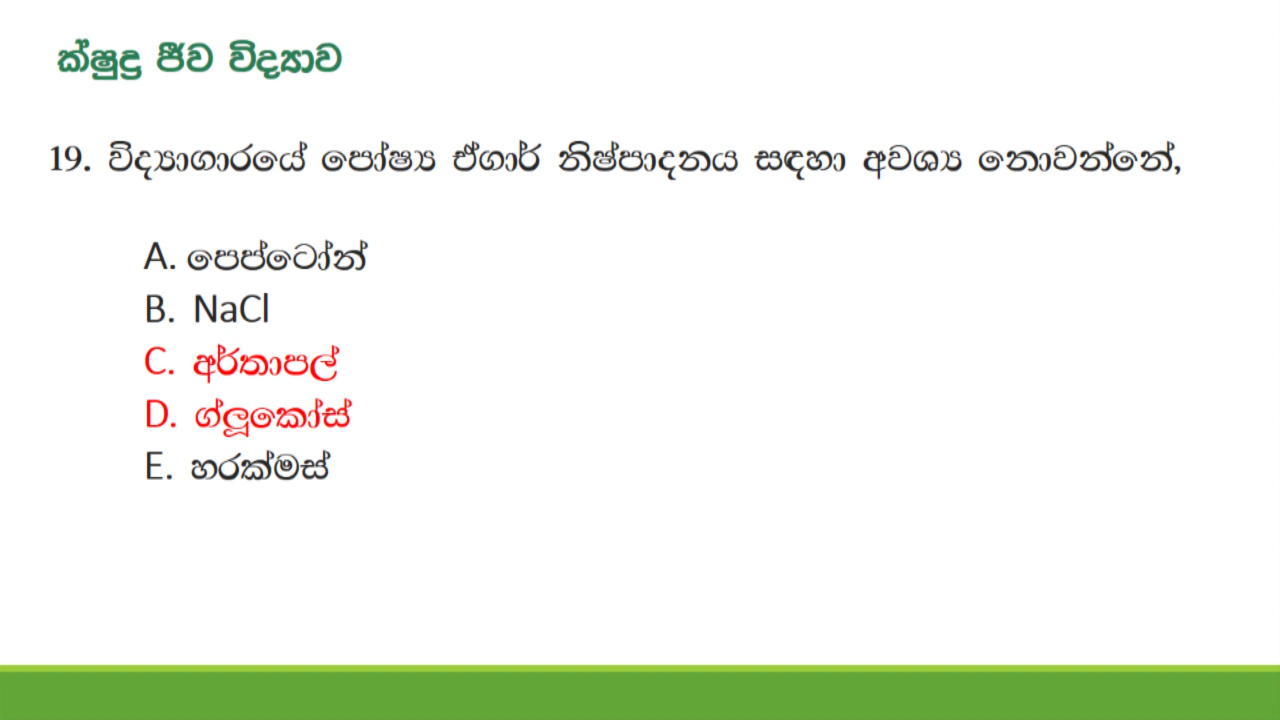 ක්ෂුද්‍ර ජීව විද්‍යාව
19. විද්‍යාගාරයේ පෝෂ්‍ය ඒගාර් නිෂ්පාදනය සඳහා අවශ්‍ය නොවන්නේ,
A. පෙප්ටෝන්
B. NaCl
C. අර්තාපල්
D. ග්ලූකෝස්
E. හරක්මස්